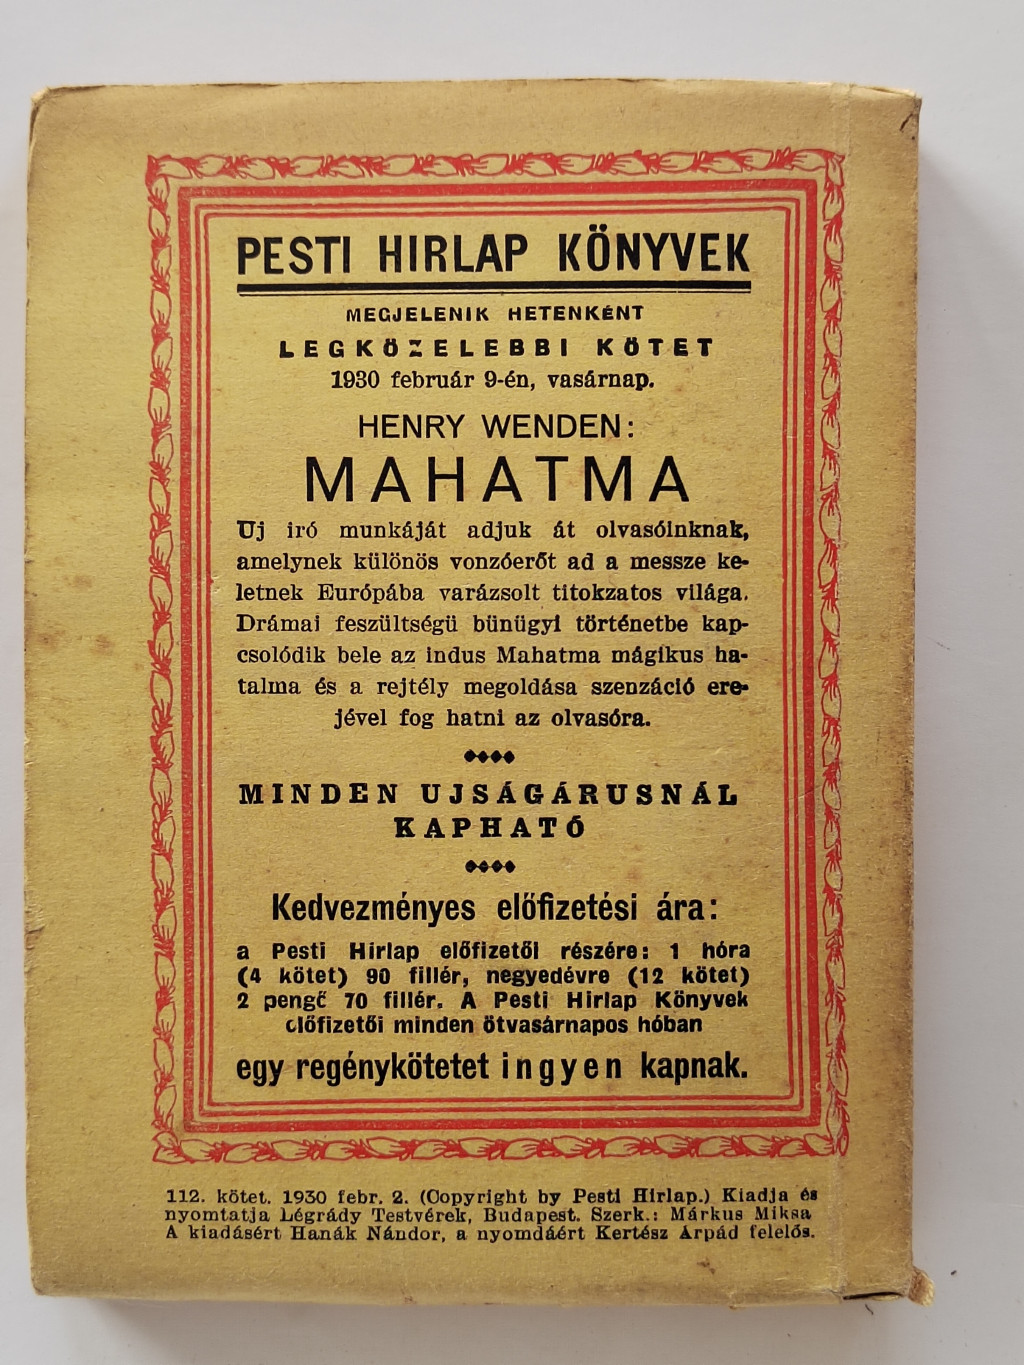 PESTI HIRLAP KÖNYVEK
MEGJELENIK HETENKÉNT
LEGKÖZELEBBI KÖTET
1930 február 9-én, vasárnap.
HENRY WENDEN:
MAHATMA
Uj iró munkáját adjuk át olvasóinknak,
amelynek különös vonzóerőt ad a messze ke-
letnek Európába varázsolt titokzatos világa.
Drámai feszültségü bünügyi történetbe kap-
csolódik bele az indus Mahatma mágikus ha-
talma és a rejtély megoldása szenzáció ere-
jével fog hatni az olvasóra.
MINDEN UJSÁGÁRUSNÁL
KAPHATÓ
Kedvezményes előfizetési ára:
a Pesti Hirlap előfizetői részére: 1 hóra
(4 kötet) 90 fillér, negyedévre (12 kötet)
2 pengő 70 fillér. A Pesti Hirlap Könyvek
előfizetői minden ötvasárnapos hóban
egy regénykötetet ingyen kapnak.
112. kötet. 1930 febr. 2. (Copyright by Pesti Hirlap.) Kiadja és
nyomtatja Légrády Testvérek, Budapest. Szerk.: Márkus Miksa
A kiadásért Hanák Nándor, a nyomdáért Kertész Arpád felelős.